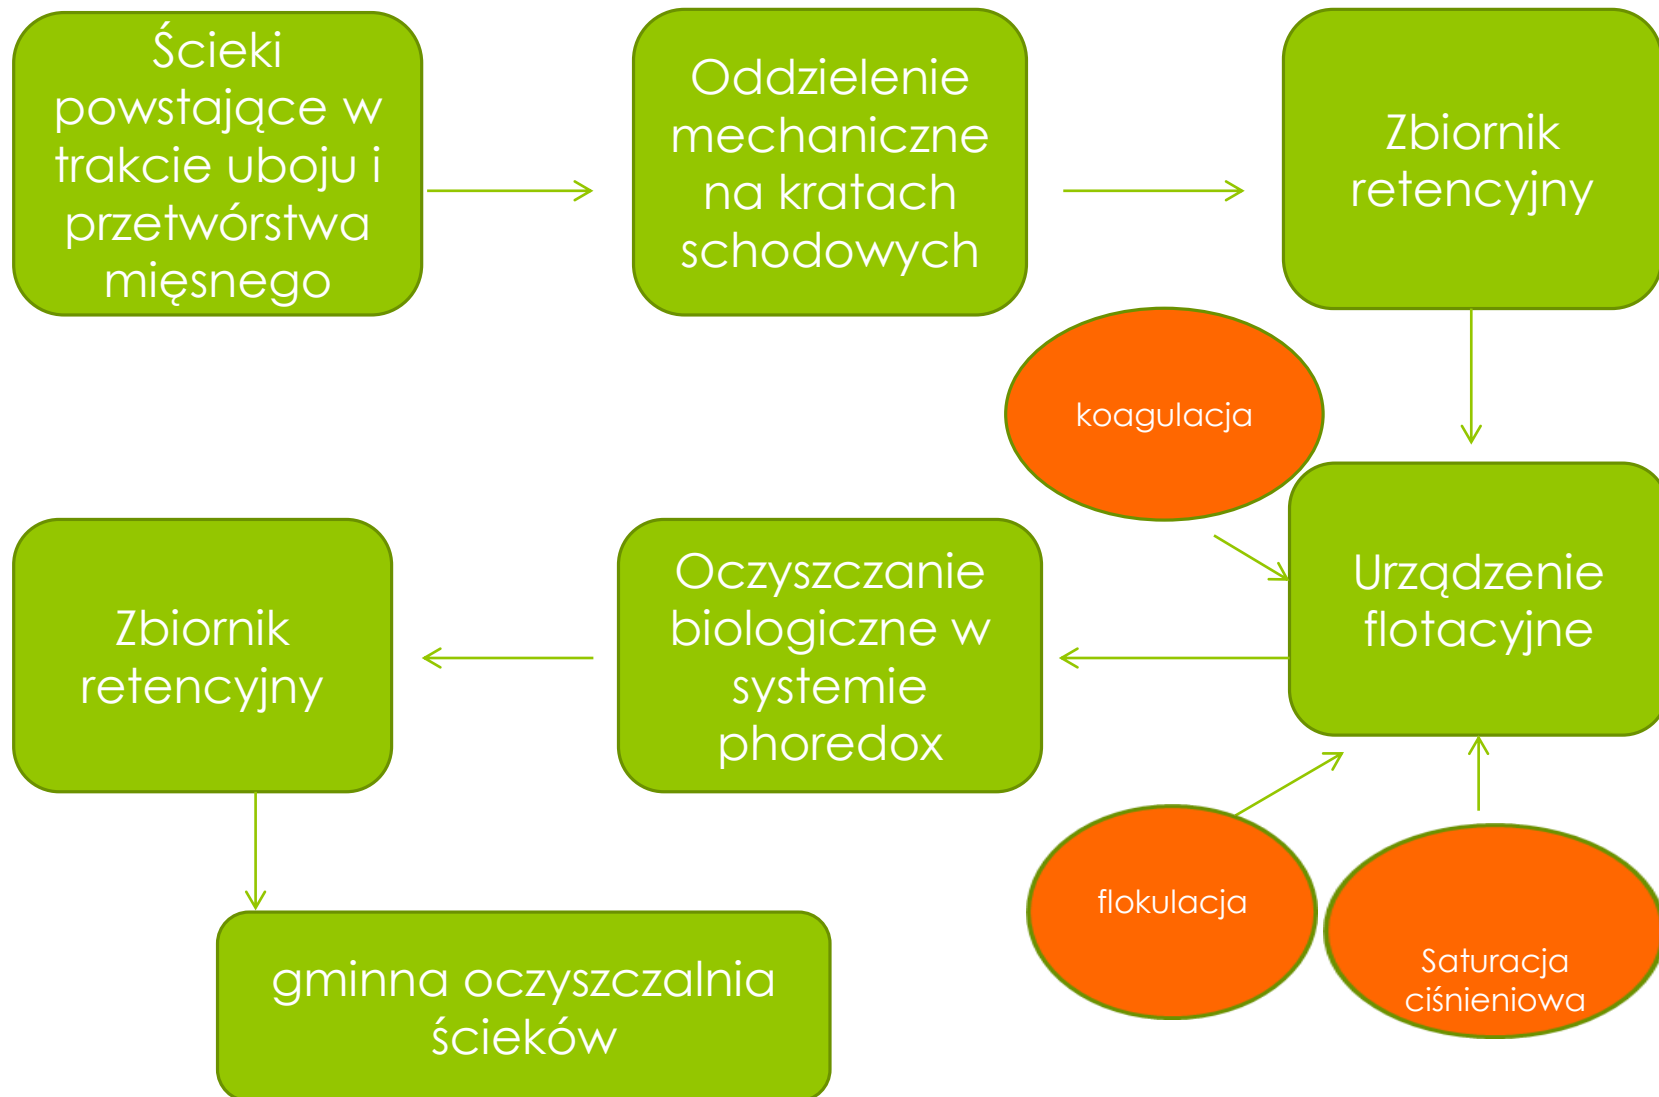 Ścieki
powstające w
trakcie uboju i
przetwórstwa
mięsnego
Oddzielenie
mechaniczne
na kratach
schodowych
Zbiornik
retencyjny
koagulacja
Urządzenie
flotacyjne
Oczyszczanie
biologiczne w
systemie
phoredox
Zbiornik
retencyjny
flokulacja
Saturacja
ciśnieniowa
gminna oczyszczalnia
ścieków